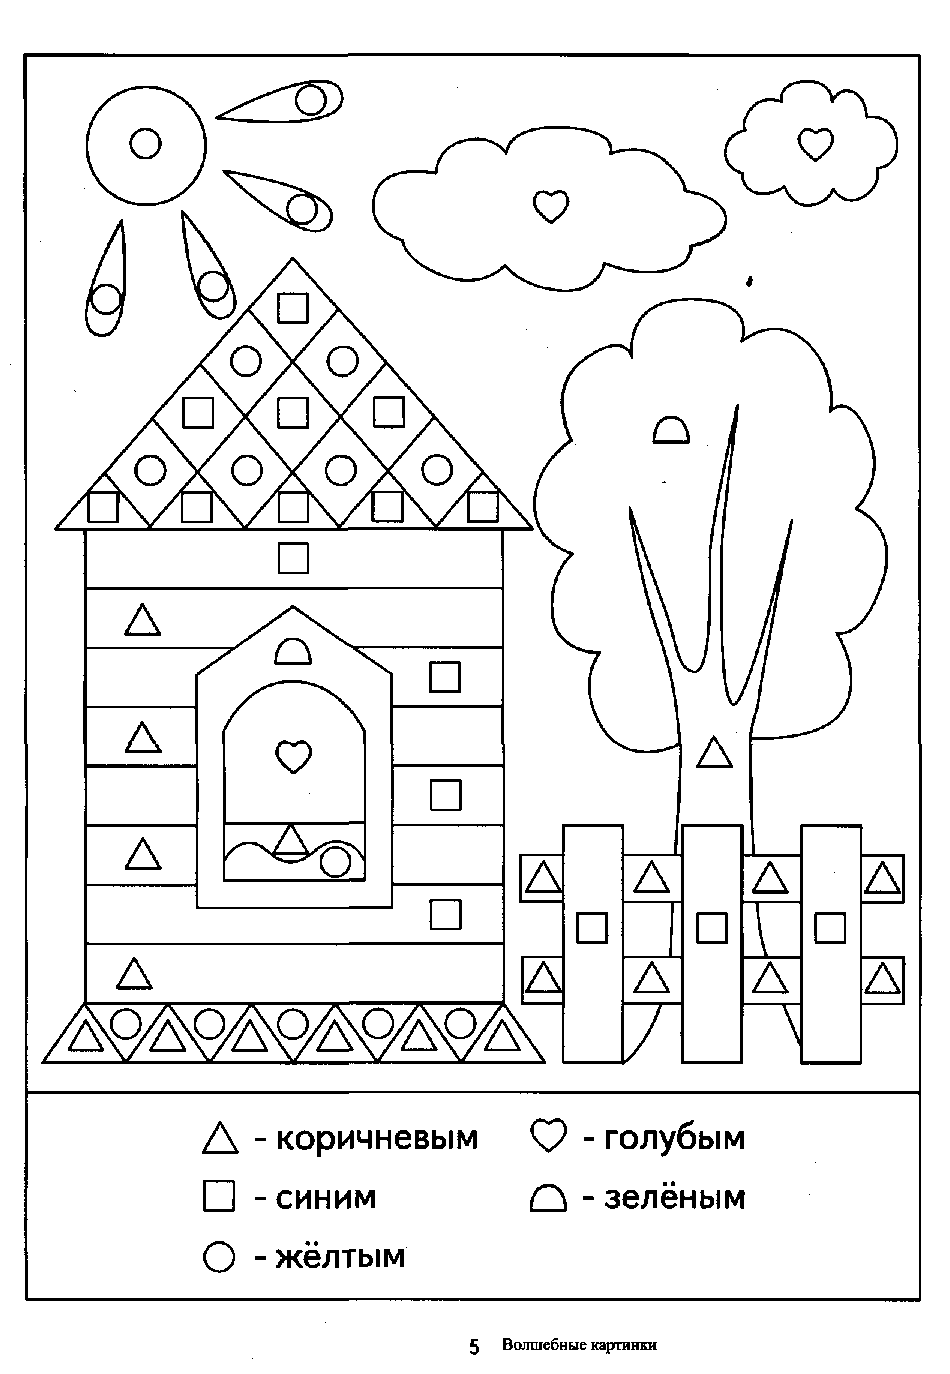 - коричневым
- голубым
- синим
- зелёным
- жёлтым
5 Волшебные картинки